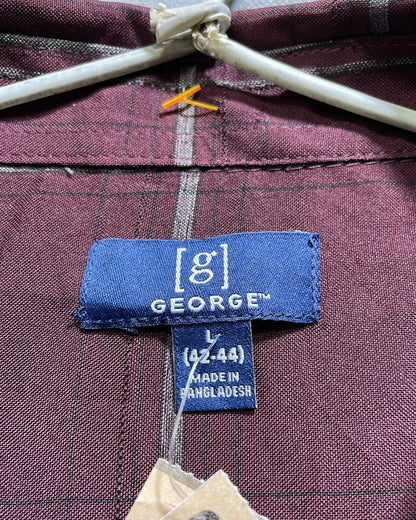 [g]
GEORGE™
L
(42-44)
MADE IN
BANGLADESH